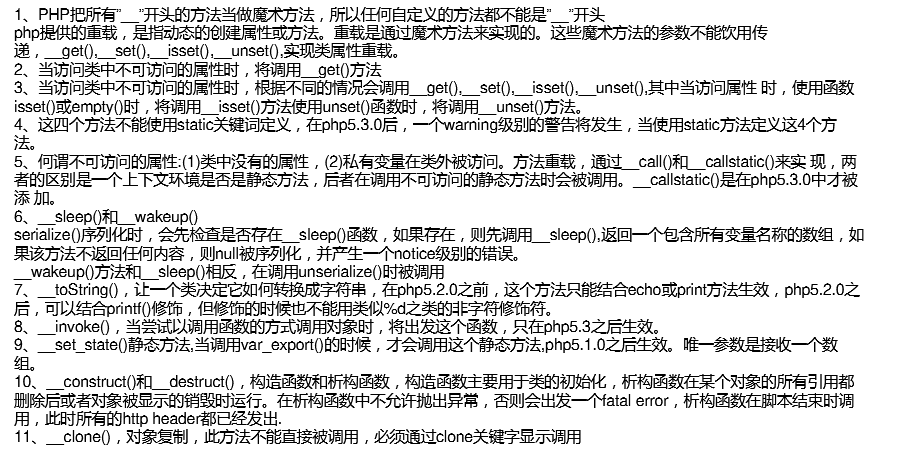 1、PHP把所有”__”开头的方法当做魔术方法，所以任何自定义的方法都不能是”__”开头
php提供的重载，是指动态的创建属性或方法。重载是通过魔术方法来实现的。这些魔术方法的参数不能饮用传
递，__get(),__set(),__isset(),__unset(),实现类属性重载。
2、当访问类中不可访问的属性时，将调用__get()方法
3、当访问类中不可访问的属性时，根据不同的情况会调用__get(),__set(),__isset(),__unset(),其中当访问属性 时，使用函数
isset()或empty()时，将调用__isset()方法使用unset()函数时，将调用__unset()方法。
4、这四个方法不能使用static关键词定义，在php5.3.0后，一个warning级别的警告将发生，当使用static方法定义这4个方
法。
5、何谓不可访问的属性:(1)类中没有的属性，(2)私有变量在类外被访问。方法重载，通过__call()和__callstatic()来实 现，两
者的区别是一个上下文环境是否是静态方法，后者在调用不可访问的静态方法时会被调用。__callstatic()是在php5.3.0中才被
添 加。
6、__sleep()和__wakeup()
serialize()序列化时，会先检查是否存在__sleep()函数，如果存在，则先调用__sleep(),返回一个包含所有变量名称的数组，如
果该方法不返回任何内容，则null被序列化，并产生一个notice级别的错误。
__wakeup()方法和__sleep()相反，在调用unserialize()时被调用
7、__toString()，让一个类决定它如何转换成字符串，在php5.2.0之前，这个方法只能结合echo或print方法生效，php5.2.0之
后，可以结合printf()修饰，但修饰的时候也不能用类似%d之类的非字符修饰符。
8、__invoke()，当尝试以调用函数的方式调用对象时，将出发这个函数，只在php5.3之后生效。
9、__set_state()静态方法,当调用var_export()的时候，才会调用这个静态方法,php5.1.0之后生效。唯一参数是接收一个数
组。
10、__construct()和__destruct()，构造函数和析构函数，构造函数主要用于类的初始化，析构函数在某个对象的所有引用都
删除后或者对象被显示的销毁时运行。在析构函数中不允许抛出异常，否则会出发一个fatal error，析构函数在脚本结束时调
用，此时所有的http header都已经发出.
11、__clone()，对象复制，此方法不能直接被调用，必须通过clone关键字显示调用